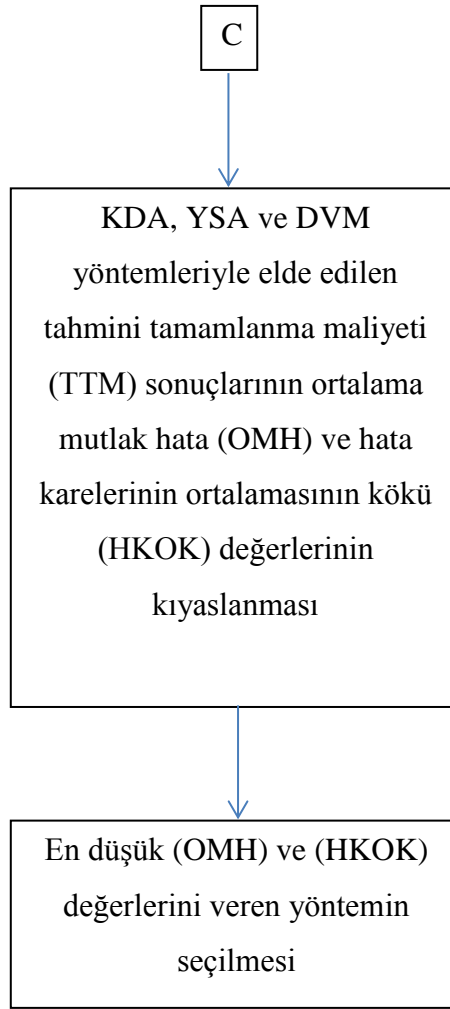 C
KDA, YSA ve DVM
yöntemleriyle elde edilen
tahmini tamamlanma maliyeti
(TTM) sonuçlarının ortalama
mutlak hata (OMH) ve hata
karelerinin ortalamasının kökü
(HKOK) değerlerinin
kıyaslanması
En düşük (OMH) ve (HKOK)
değerlerini veren yöntemin
seçilmesi